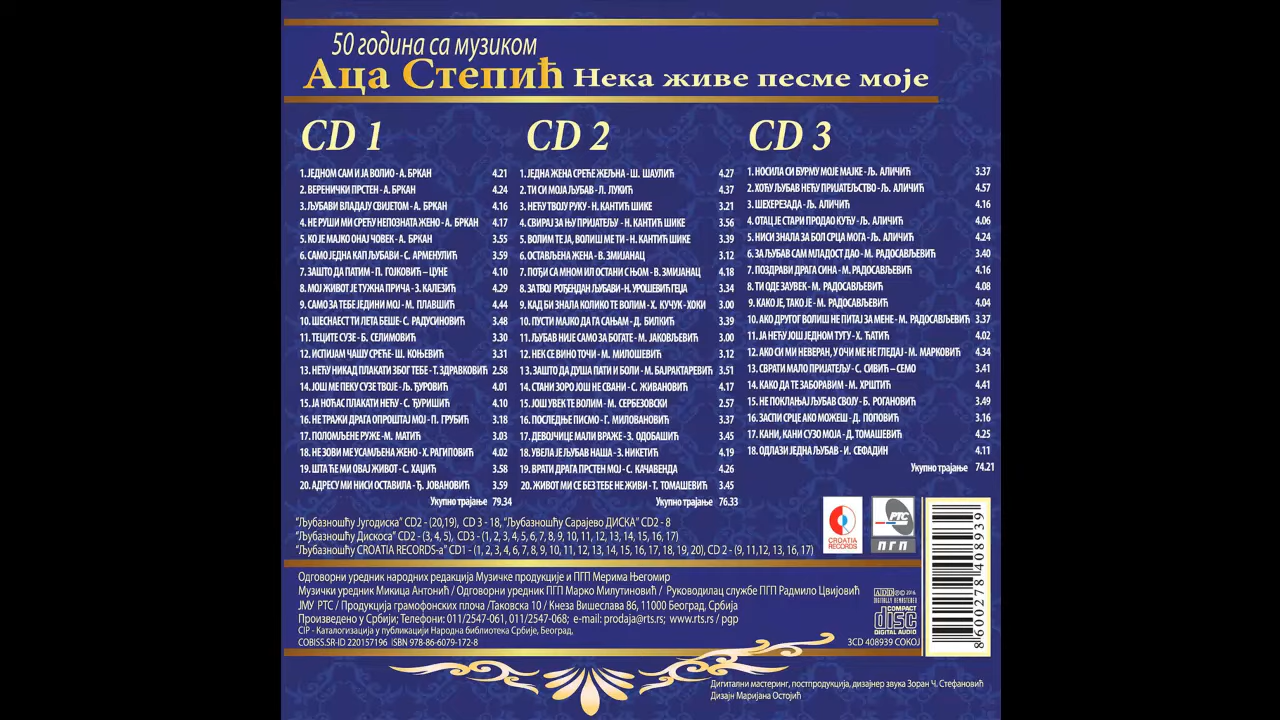 50 година са музиком
Аца Степић Нека живе песме моје
CD 1
1. ЈЕДНОМ САМ И ЈА ВОЛИО - А. БРКАН 4.21
2. ВЕРЕНИЧКИ ПРСТЕН - А. БРКАН 4.24
3. ЉУБАВИ ВЛАДАЈУ СВИЈЕТОМ - А. БРКАН 4.16
4. НЕ РУШИ МИ СРЕЋУ НЕПОЗНАТА ЖЕНО - А. БРКАН 4.17
5. КО ЈЕ МАЈКО ОНАЈ ЧОВЕК - А. БРКАН 3.55
6. САМО ЈЕДНА КАП ЉУБАВИ - С. АРМЕНУЛИЋ 3.59
7. ЗАШТО ДА ПАТИМ - П. ГОЈКОВИЋ – ЦУНЕ 4.10
8. МОЈ ЖИВОТ ЈЕ ТУЖНА ПРИЧА - З. КАЛЕЗИЋ 4.29
9. САМО ЗА ТЕБЕ ЈЕДИНИ МОЈ - М. ПЛАВШИЋ 4.44
10. ШЕСНАЕСТ ТИ ЛЕТА БЕШЕ - С. РАДУСИНОВИЋ 3.48
11. ТЕЦИТЕ СУЗЕ - Б. СЕЛИМОВИЋ 3.30
12. ИСПИЈАМ ЧАШУ СРЕЋЕ- Ш. КОЊЕВИЋ 3.31
13. НЕЋУ НИКАД ПЛАКАТИ ЗБОГ ТЕБЕ - Т. ЗДРАВКОВИЋ 2.58
14. ЈОШ МЕ ПЕКУ СУЗЕ ТВОЈЕ - Љ. ЂУРОВИЋ 4.01
15. ЈА НОЋАС ПЛАКАТИ НЕЋУ - С. ЂУРИШИЋ 4.10
16. НЕ ТРАЖИ ДРАГА ОПРОШТАЈ МОЈ - П. ГРУБИЋ 3.18
17. ПОЛОМЉЕНЕ РУЖЕ - М. МАТИЋ 3.03
18. НЕ ЗОВИ МЕ УСАМЉЕНА ЖЕНО - Х. РАГИПОВИЋ 4.02
19. ШТА ЋЕ МИ ОВАЈ ЖИВОТ - С. ХАЏИЋ 3.58
20. АДРЕСУ МИ НИСИ ОСТАВИЛА - Ђ. ЈОВАНОВИЋ 3.59
Укупно трајање 79.34
CD 2
1. ЈЕДНА ЖЕНА СРЕЋЕ ЖЕЉНА - Ш. ШАУЛИЋ 4.27
2. ТИ СИ МОЈА ЉУБАВ - Л. ЛУКИЋ 4.37
3. НЕЋУ ТВОЈУ РУКУ - Н. КАНТИЋ ШИКЕ 3.21
4. СВИРАЈ ЗА ЊУ ПРИЈАТЕЉУ - Н. КАНТИЋ ШИКЕ 3.56
5. ВОЛИМ ТЕ ЈА, ВОЛИШ МЕ ТИ - Н. КАНТИЋ ШИКЕ 3.39
6. ОСТАВЉЕНА ЖЕНА - В. ЗМИЈАНАЦ 3.12
7. ПОЂИ СА МНОМ ИЛ ОСТАНИ С ЊОМ - В. ЗМИЈАНАЦ 4.18
8. ЗА ТВОЈ РОЂЕНДАН ЉУБАВИ - Н. УРОШЕВИЋ ГЕЦА 3.34
9. КАД БИ ЗНАЛА КОЛИКО ТЕ ВОЛИМ - Х. КУЧУК - ХОКИ 3.00
10. ПУСТИ МАЈКО ДА ГА САЊАМ - Д. БИЛКИЋ 3.39
11. ЉУБАВ НИЈЕ САМО ЗА БОГАТЕ - М. ЈАКОВЉЕВИЋ 3.00
12. НЕК СЕ ВИНО ТОЧИ - М. МИЛОШЕВИЋ 3.12
13. ЗАШТО ДА ДУША ПАТИ И БОЛИ - М. БАЈРАКТАРЕВИЋ 3.51
14. СТАНИ ЗОРО ЈОШ НЕ СВАНИ - С. ЖИВАНОВИЋ 4.17
15. ЈОШ УВЕК ТЕ ВОЛИМ - М. СЕРБЕЗОВСКИ 2.57
16. ПОСЛЕДЊЕ ПИСМО - Г. МИЛОВАНОВИЋ 3.37
17. ДЕВОЈЧИЦЕ МАЛИ ВРАЖЕ - З. ОДОБАШИЋ 3.45
18. УВЕЛА ЈЕ ЉУБАВ НАША - З. НИКЕТИЋ 4.19
19. ВРАТИ ДРАГА ПРСТЕН МОЈ - С. КАЧАВЕНДА 4.26
20. ЖИВОТ МИ СЕ БЕЗ ТЕБЕ НЕ ЖИВИ - Т. ТОМАШЕВИЋ 3.45
Укупно трајање 76.33
CD 3
1. НОСИЛА СИ БУРМУ МОЈЕ МАЈКЕ - Љ. АЛИЧИЋ 3.37
2. ХОЋУ ЉУБАВ НЕЋУ ПРИЈАТЕЉСТВО - Љ. АЛИЧИЋ 4.57
3. ШЕХЕРЕЗАДА - Љ. АЛИЧИЋ 4.16
4. ОТАЦ ЈЕ СТАРИ ПРОДАО КУЋУ - Љ. АЛИЧИЋ 4.06
5. НИСИ ЗНАЛА ЗА БОЛ СРЦА МОГА - Љ. АЛИЧИЋ 4.24
6. ЗА ЉУБАВ САМ МЛАДОСТ ДАО - М. РАДОСАВЉЕВИЋ 3.40
7. ПОЗДРАВИ ДРАГА СИНА - М. РАДОСАВЉЕВИЋ 4.16
8. ТИ ОДЕ ЗАУВЕК - М. РАДОСАВЉЕВИЋ 4.08
9. КАКО ЈЕ, ТАКО ЈЕ - М. РАДОСАВЉЕВИЋ 4.04
10. АКО ДРУГОГ ВОЛИШ НЕ ПИТАЈ ЗА МЕНЕ - М. РАДОСАВЉЕВИЋ 3.37
11. ЈА НЕЋУ ЈОШ ЈЕДНОМ ТУГУ - Х. ЋАТИЋ 4.02
12. АКО СИ МИ НЕВЕРАН, У ОЧИ МЕ НЕ ГЛЕДАЈ - М. МАРКОВИЋ 4.34
13. СВРАТИ МАЛО ПРИЈАТЕЉУ - С. СИВИЋ – СЕМО 3.41
14. КАКО ДА ТЕ ЗАБОРАВИМ - М. ХРШТИЋ 4.41
15. НЕ ПОКЛАЊАЈ ЉУБАВ СВОЈУ - Б. РОГАНОВИЋ 3.49
16. ЗАСПИ СРЦЕ АКО МОЖЕШ - Д. ПОПОВИЋ 3.16
17. КАНИ, КАНИ СУЗО МОЈА - Д. ТОМАШЕВИЋ 4.25
18. ОДЛАЗИ ЈЕДНА ЉУБАВ - И. СЕФАДИН 4.11
Укупно трајање 74.21
"Љубазношћу Југодиска" CD2 - (20,19), CD 3 - 18, "Љубазношћу Сарајево ДИСКА" CD2 - 8
"Љубазношћу Дискоса" CD2 - (3, 4, 5), CD3 - (1, 2, 3, 4, 5, 6, 7, 8, 9, 10, 11, 12, 13, 14, 15, 16, 17)
"Љубазношћу CROATIA RECORDS-а" CD1 - (1, 2, 3, 4, 6, 7, 8, 9, 10, 11, 12, 13, 14, 15, 16, 17, 18, 19, 20), CD 2 - (9, 11,12, 13, 16, 17)
CROATIA
RECORDS
РТС
ПГП
Одговорни уредник народних редакција Музичке продукције и ПГП Мерима Његомир
Музички уредник Микица Антонић / Одговорни уредник ПГП Марко Милутиновић / Руководилац службе ПГП Радмило Цвијовић
ЈМУ РТС / Продукција грамофонских плоча /Таковска 10 / Кнеза Вишеслава 86, 11000 Београд, Србија
Произведено у Србији; Телефони: 011/2547-061, 011/2547-068; e-mail: prodaja@rts.rs; www.rts.rs / pgp
CIP - Каталогизација у публикацији Народна библиотека Србије, Београд,
COBISS.SR-ID 220157196 ISBN 978-86-6079-172-8
ADD
DIGITALLY REMASTERED
COMPACT
disc
DIGITAL AUDIO
3CD 408939 СОКОЈ
8600278408939
Дигитални мастеринг, постпродукција, дизајнер звука Зоран Ч. Стефановић
Дизајн Маријана Остојић